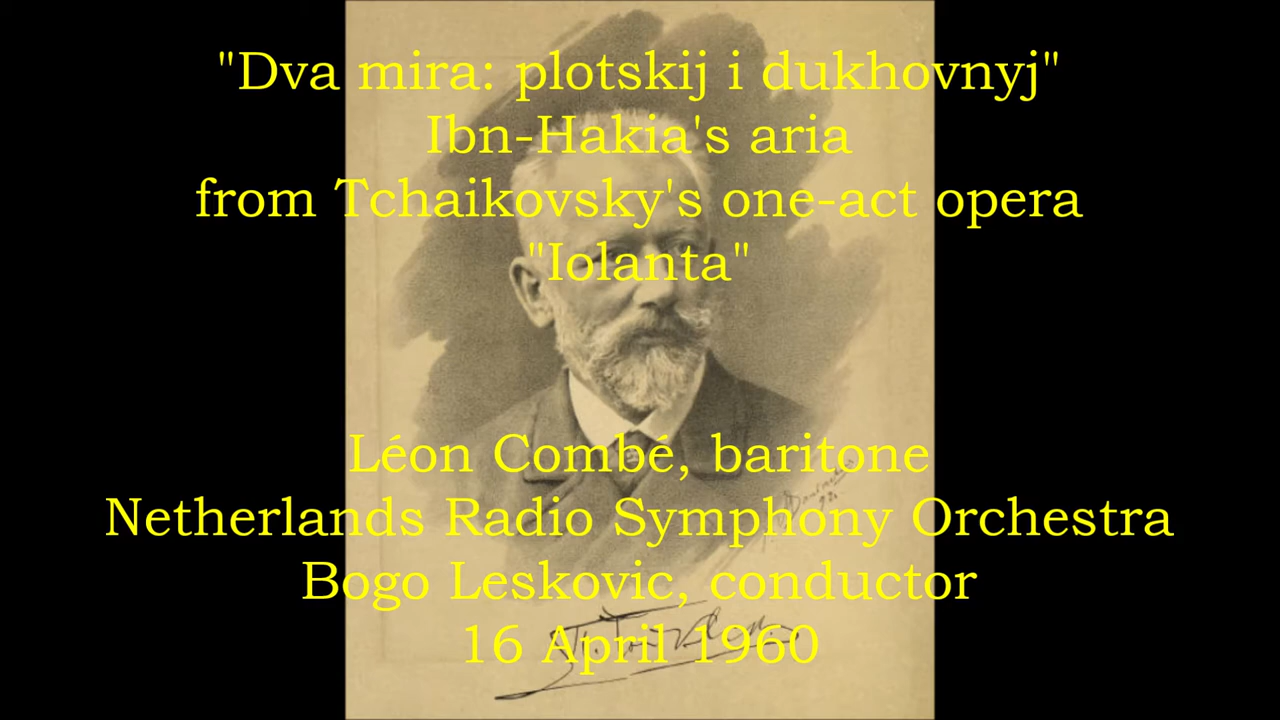 "Dva mira: plotskij i dukhovnyj"
Ibn-Hakia's aria
from Tchaikovsky's one-act opera
"Iolanta"
Léon Combé, baritone
Netherlands Radio Symphony Orchestra
Bogo Leskovic, conductor
16 April 1960